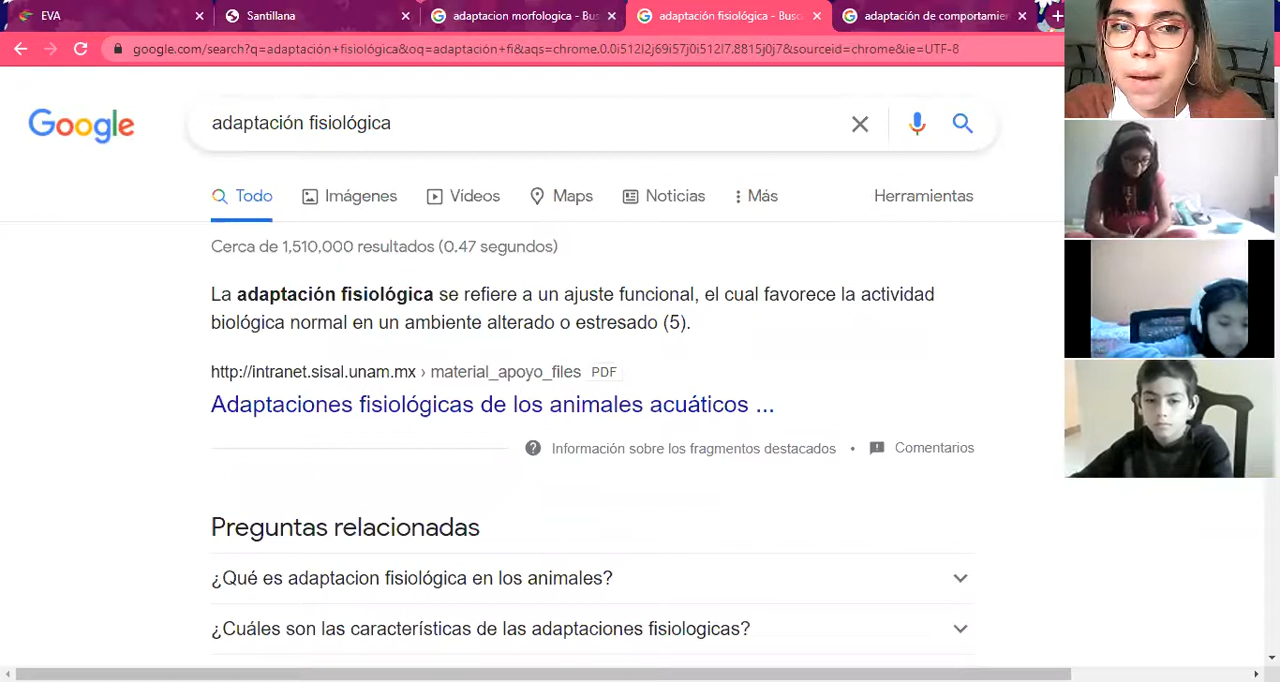 EVA
Santillana
adaptacion morfologica - Bus
adaptación fisiológica - Busc
adaptación de comportamie
google.com/search?q=adaptación+fisiológica&oq=adaptación+fi&aqs=chrome.0.0i512l2j69i57j0i512l7.8815j0j7&sourceid=chrome&ie=UTF-8
Google
adaptación fisiológica
Todo Imágenes Vídeos Maps Noticias Más Herramientas
Cerca de 1,510,000 resultados (0.47 segundos)
La adaptación fisiológica se refiere a un ajuste funcional, el cual favorece la actividad
biológica normal en un ambiente alterado o estresado (5).
http://intranet.sisal.unam.mx › material_apoyo_files PDF
Adaptaciones fisiológicas de los animales acuáticos ...
Información sobre los fragmentos destacados • Comentarios
Preguntas relacionadas
¿Qué es adaptacion fisiológica en los animales?
¿Cuáles son las características de las adaptaciones fisiologicas?